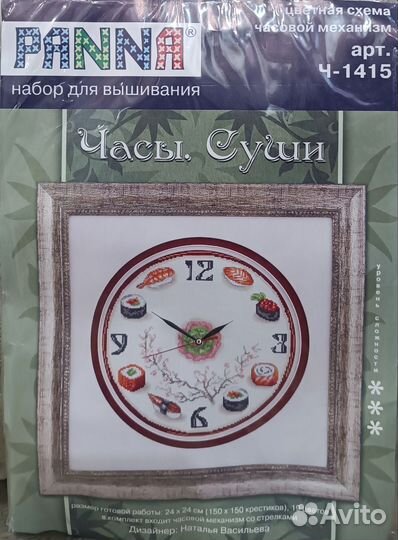 цветная схема
часовой механизм
PANNA®
арт.
Ч-1415
набор для вышивания
Часы. Суши
12
3
6
9
уровень сложности
размер готовой работы: 24 x 24 см (150 x 150 крестиков), 19
в комплект входит часовой механизм со стрелками
Дизайнер: Наталья Васильева
Avito